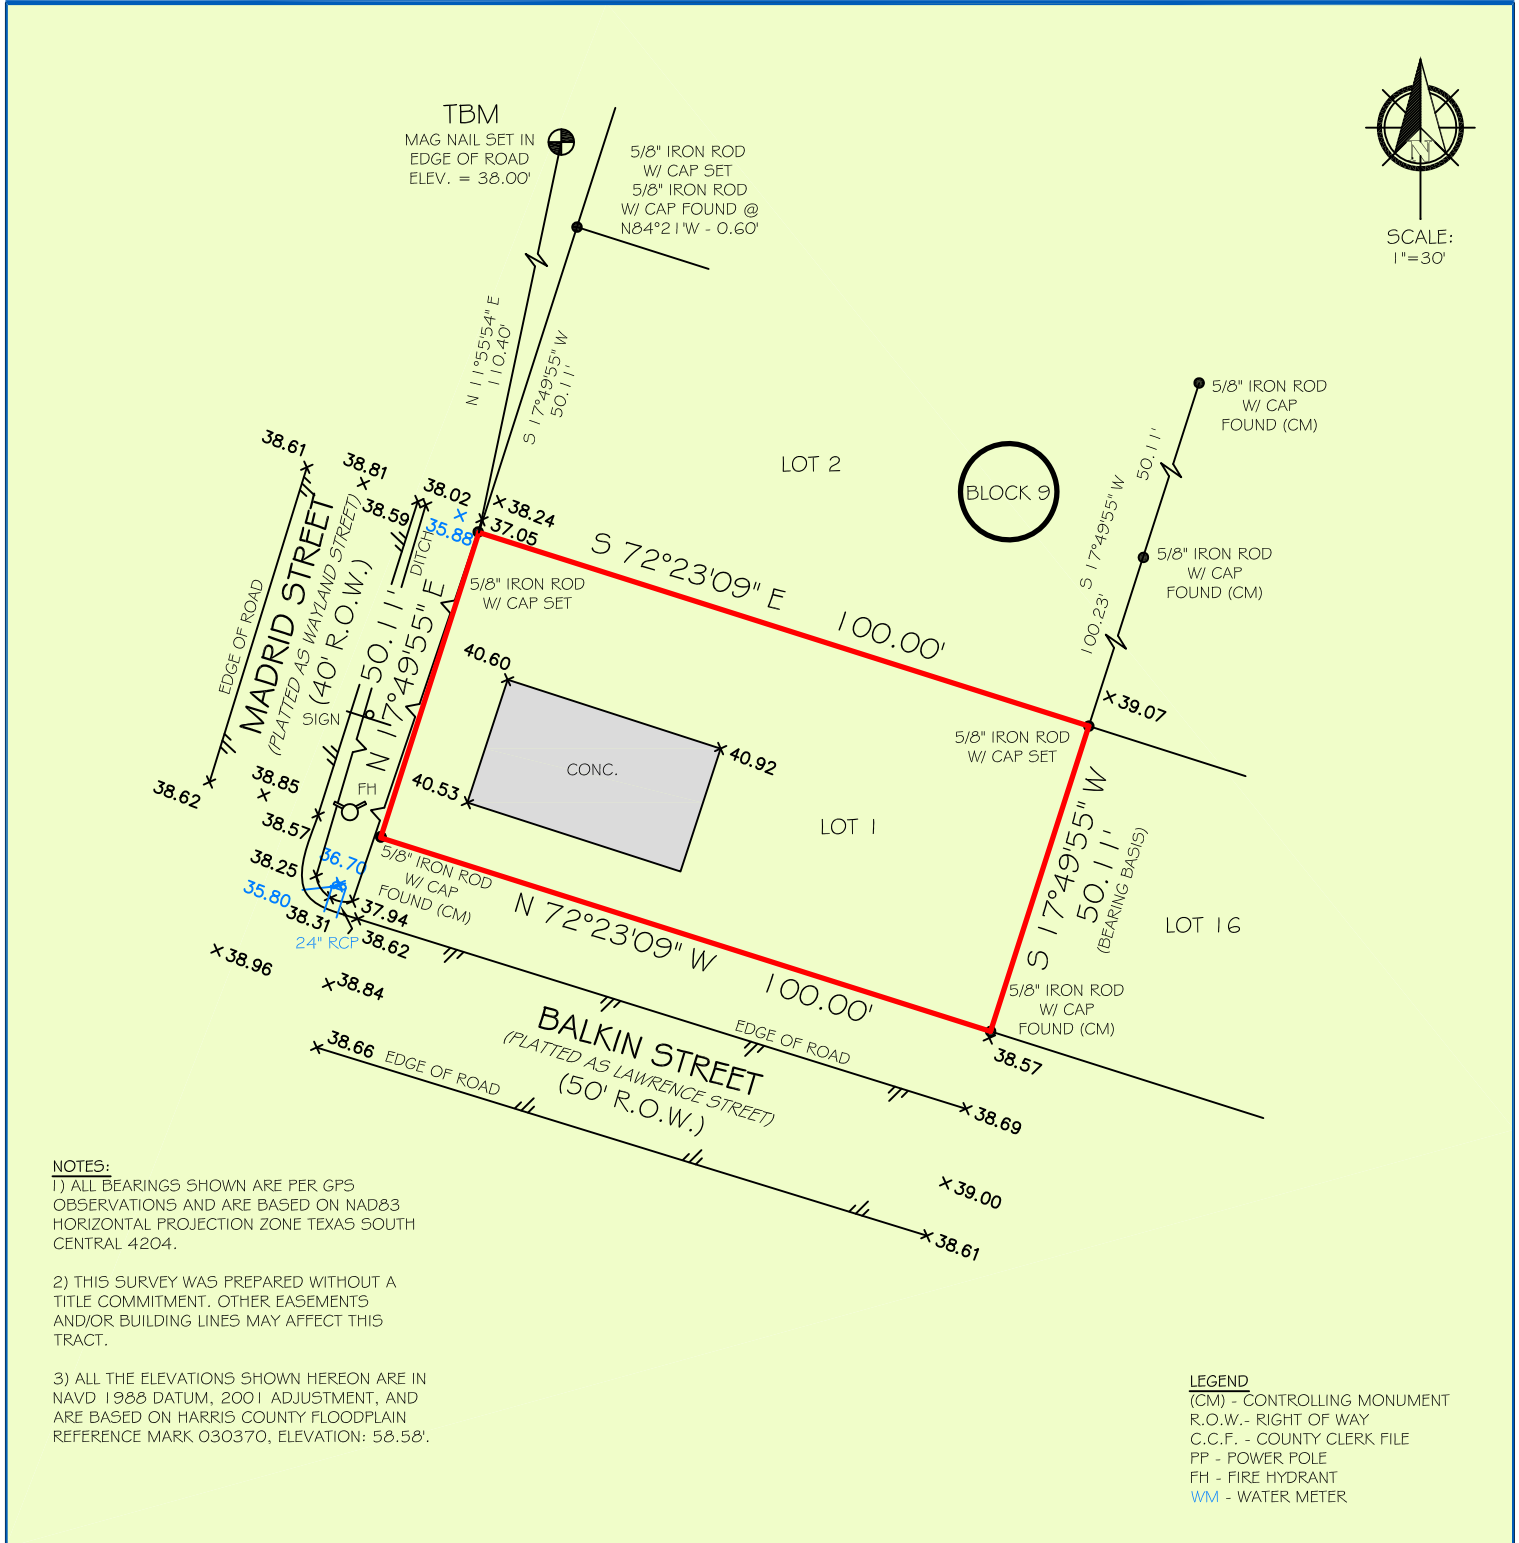 TBM
MAG NAIL SET IN
EDGE OF ROAD
ELEV. = 38.00'
5/8" IRON ROD
W/ CAP SET
5/8" IRON ROD
W/ CAP FOUND @
N84°21'W - 0.60'
N
SCALE:
1"=30'
N 11°55'54" E
110.40'
S 17°49'55" W
50.11'
5/8" IRON ROD
W/ CAP
FOUND (CM)
50.11'
S 17°49'55" W
100.23'
5/8" IRON ROD
W/ CAP
FOUND (CM)
LOT 2
BLOCK 9
38.61
38.81
38.59
38.02
35.88
38.24
37.05
DITCH
EDGE OF ROAD
MADRID STREET
(PLATTED AS WAYLAND STREET)
(40' R.O.W.)
50.11'
N 17°49'55" E
5/8" IRON ROD
W/ CAP SET
S 72°23'09" E
100.00'
39.07
5/8" IRON ROD
W/ CAP SET
40.60
40.92
40.53
CONC.
SIGN
FH
38.62
38.85
38.57
38.25
36.70
35.80
38.31
24" RCP
37.94
38.62
38.96
38.84
38.66
5/8" IRON ROD
W/ CAP
FOUND (CM)
LOT 1
S 17°49'55" W
50.11'
(BEARING BASIS)
LOT 16
N 72°23'09" W
100.00'
5/8" IRON ROD
W/ CAP
FOUND (CM)
38.57
EDGE OF ROAD
BALKIN STREET
(PLATTED AS LAWRENCE STREET)
(50' R.O.W.)
EDGE OF ROAD
38.69
39.00
38.61
NOTES:
1) ALL BEARINGS SHOWN ARE PER GPS
OBSERVATIONS AND ARE BASED ON NAD83
HORIZONTAL PROJECTION ZONE TEXAS SOUTH
CENTRAL 4204.
2) THIS SURVEY WAS PREPARED WITHOUT A
TITLE COMMITMENT. OTHER EASEMENTS
AND/OR BUILDING LINES MAY AFFECT THIS
TRACT.
3) ALL THE ELEVATIONS SHOWN HEREON ARE IN
NAVD 1988 DATUM, 2001 ADJUSTMENT, AND
ARE BASED ON HARRIS COUNTY FLOODPLAIN
REFERENCE MARK 030370, ELEVATION: 58.58'.
LEGEND
(CM) - CONTROLLING MONUMENT
R.O.W.- RIGHT OF WAY
C.C.F. - COUNTY CLERK FILE
PP - POWER POLE
FH - FIRE HYDRANT
WM - WATER METER